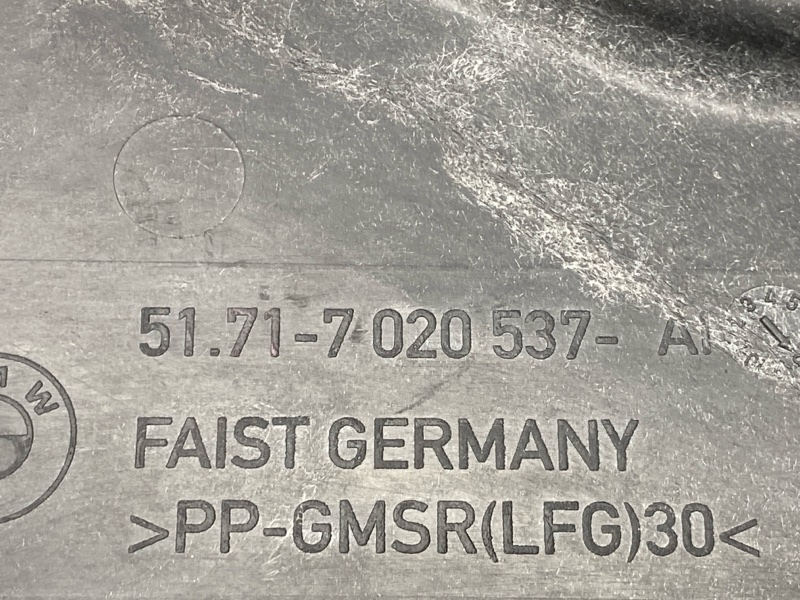 51.71-7 020 537-
FAIST GERMANY
>PP-GMSR(LFG)30<